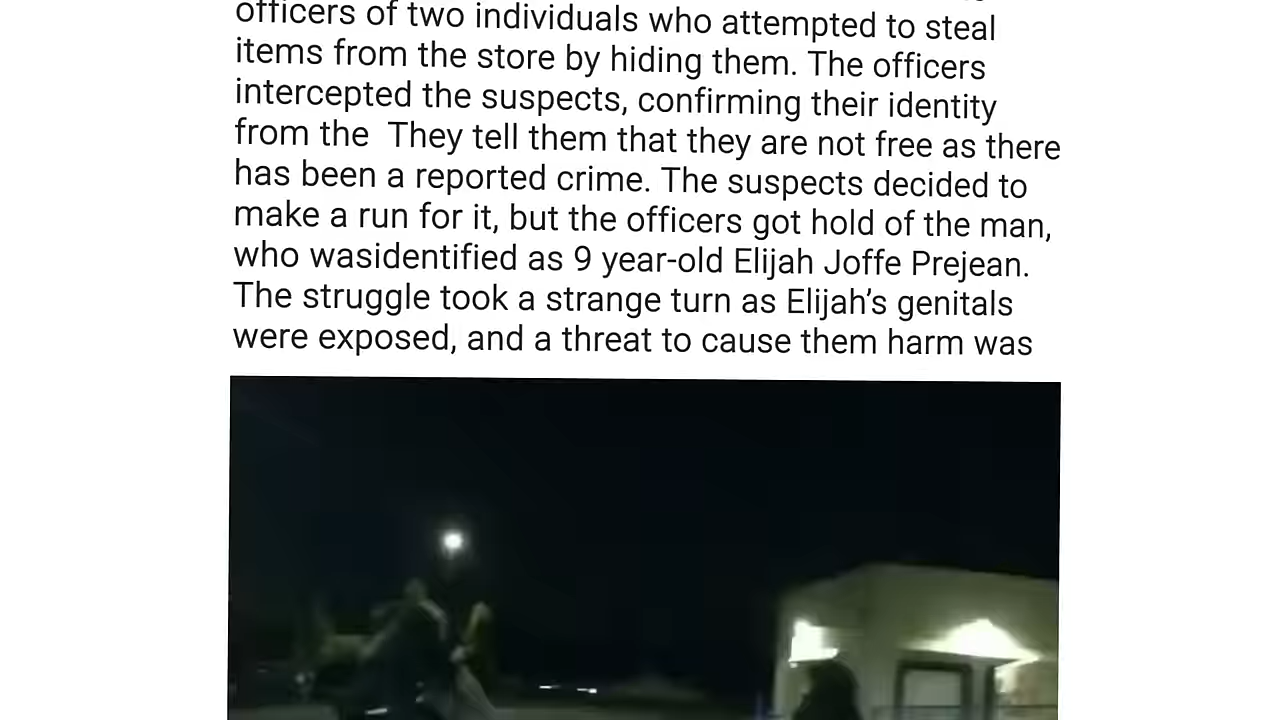 officers of two individuals who attempted to steal
items from the store by hiding them. The officers
intercepted the suspects, confirming their identity
from the  They tell them that they are not free as there
has been a reported crime. The suspects decided to
make a run for it, but the officers got hold of the man,
who wasidentified as 9 year-old Elijah Joffe Prejean.
The struggle took a strange turn as Elijah’s genitals
were exposed, and a threat to cause them harm was